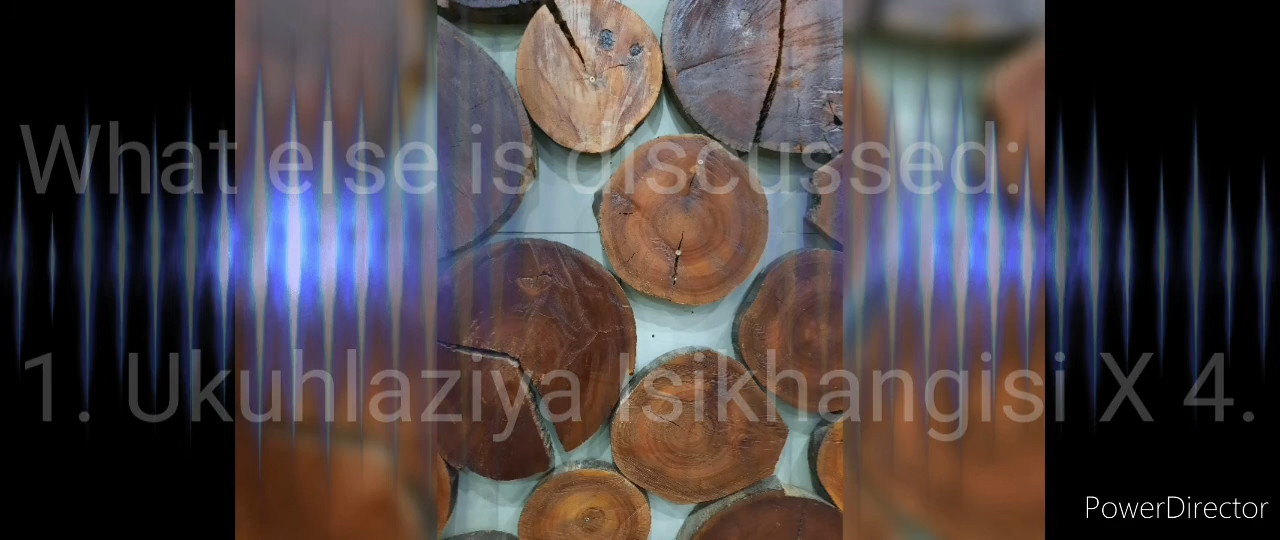 What else is discussed:
1. Ukuhlaziya Isikhangisi X 4.
PowerDirector